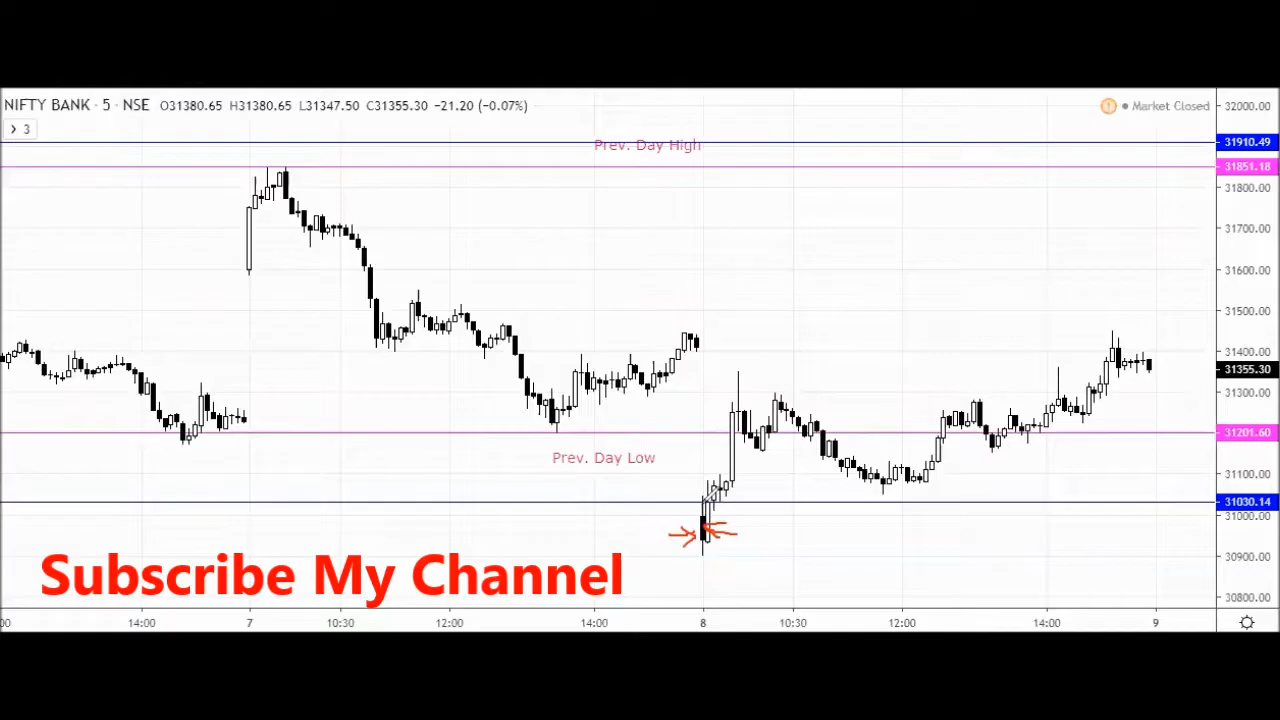 NIFTY BANK · 5 · NSE O31380.65 H31380.65 L31347.50 C31355.30 −21.20 (−0.07%)
! ● Market Closed
32000.00
> 3
Prev. Day High
31910.49
31851.18
31800.00
31700.00
31600.00
31500.00
31400.00
31355.30
31300.00
31201.60
Prev. Day Low
31100.00
31030.14
31000.00
30900.00
Subscribe My Channel
30800.00
:00 14:00 7 10:30 12:00 14:00 8 10:30 12:00 14:00 9